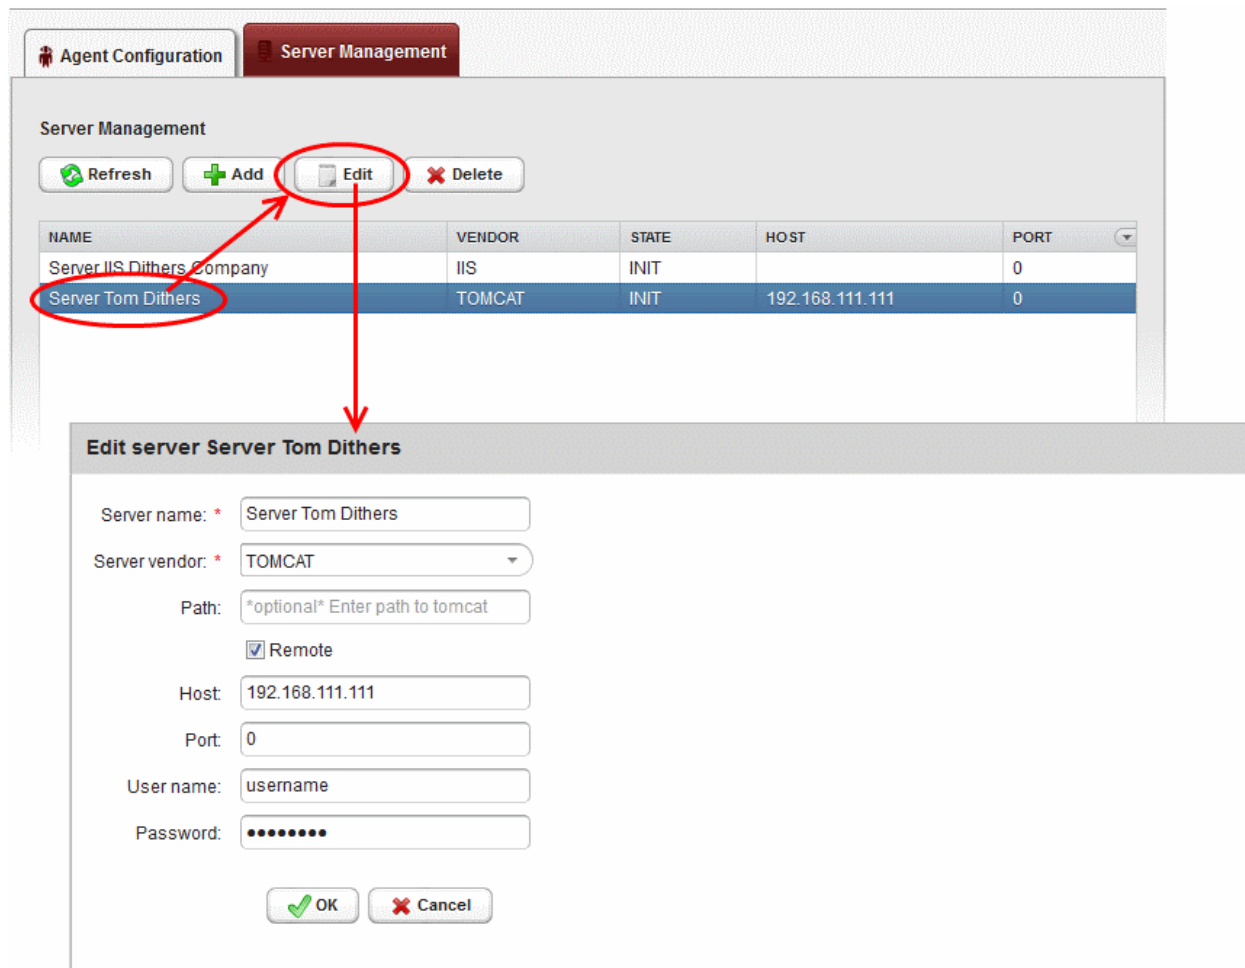 Agent Configuration Server Management
Server Management
Refresh Add Edit Delete
NAME VENDOR STATE HOST PORT
Server IIS Dithers Company IIS INIT 0
Server Tom Dithers TOMCAT INIT 192.168.111.111 0
Edit server Server Tom Dithers
Server name: * Server Tom Dithers
Server vendor: * TOMCAT
Path: *optional* Enter path to tomcat
Remote
Host: 192.168.111.111
Port: 0
User name: username
Password: ••••••••
OK Cancel